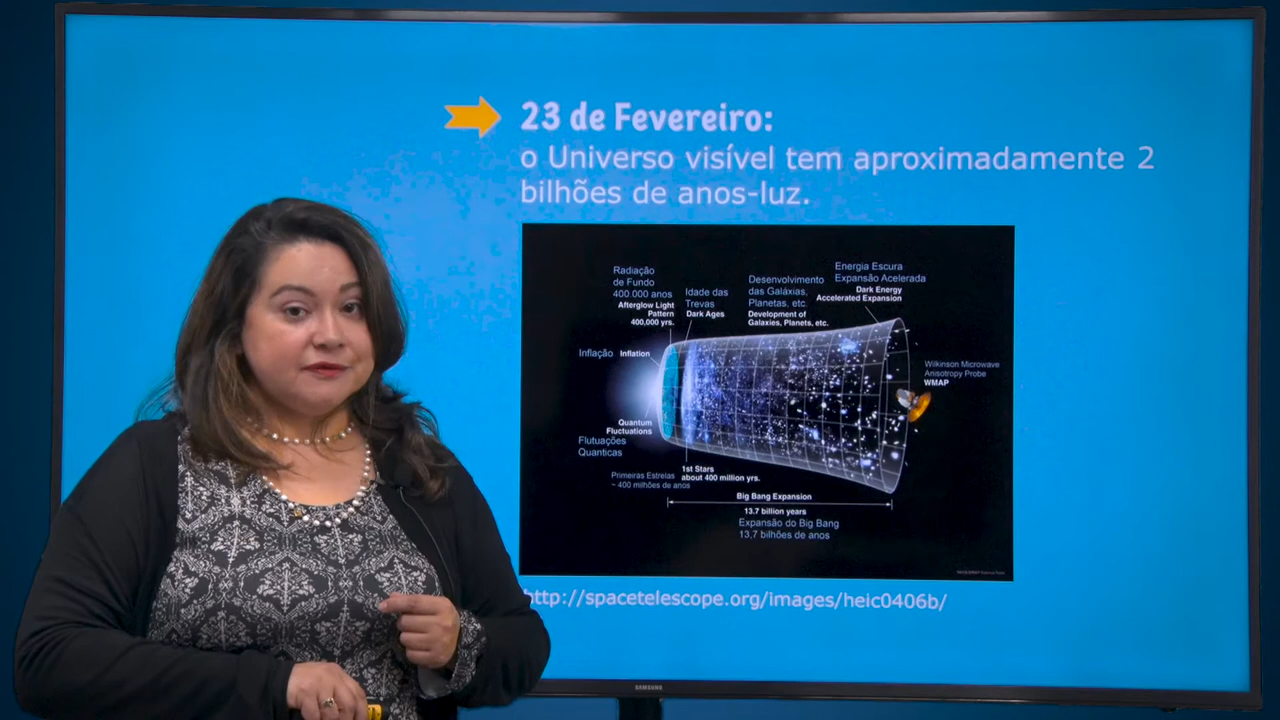 23 de Fevereiro:
o Universo visível tem aproximadamente 2
bilhões de anos-luz.
Radiação
de Fundo
400.000 anos
Afterglow Light
Pattern
400,000 yrs.
Idade das
Trevas
Dark Ages
Desenvolvimento
das Galáxias,
Planetas, etc.
Development of
Galaxies, Planets, etc.
Energia Escura
Expansão Acelerada
Dark Energy
Accelerated Expansion
Inflação
Inflation
Wilkinson Microwave
Anisotropy Probe
WMAP
Quantum
Fluctuations
Flutuações
Quanticas
Primeiras Estrelas
~ 400 milhões de anos
1st Stars
about 400 million yrs.
Big Bang Expansion
13.7 billion years
Expansão do Big Bang
13,7 bilhões de anos
http://spacetelescope.org/images/heic0406b/
SAMSUNG